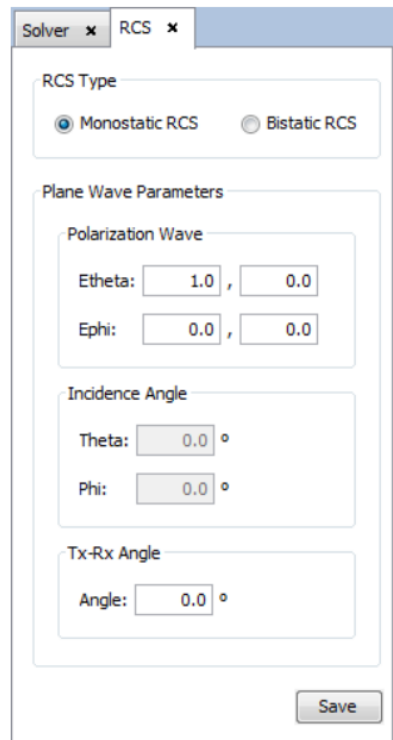 Solver x RCS x
RCS Type
Monostatic RCS Bistatic RCS
Plane Wave Parameters
Polarization Wave
Etheta: 1.0 , 0.0
Ephi: 0.0 , 0.0
Incidence Angle
Theta: 0.0 º
Phi: 0.0 º
Tx-Rx Angle
Angle: 0.0 º
Save